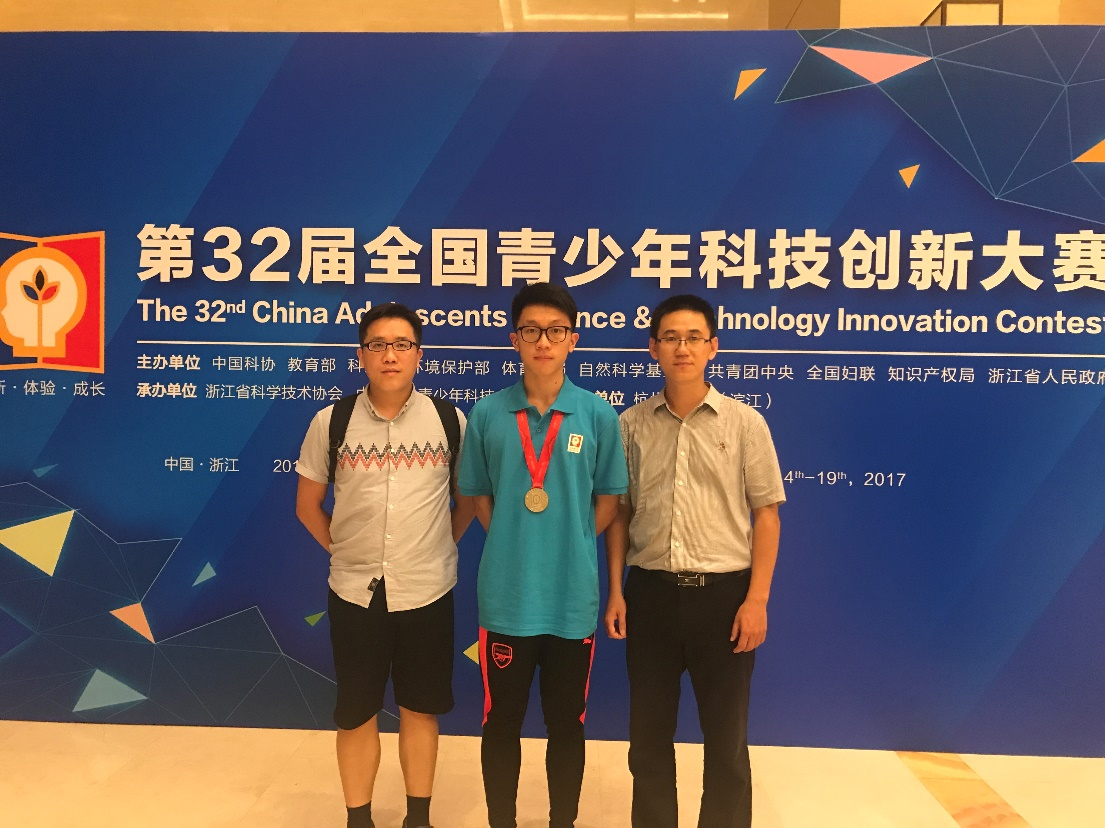 第32届全国青少年科技创新大赛
The 32nd China Ad scents nce & hnology Innovation Contest
主办单位 中国科协 教育部 科 环境保护部 体育 自然科学基 共青团中央 全国妇联 知识产权局 浙江省人民政府
新·体验·成长
承办单位 浙江省科学技术协会 青少年科技 单位 杭 滨江）
中国·浙江 201 4th–19th, 2017